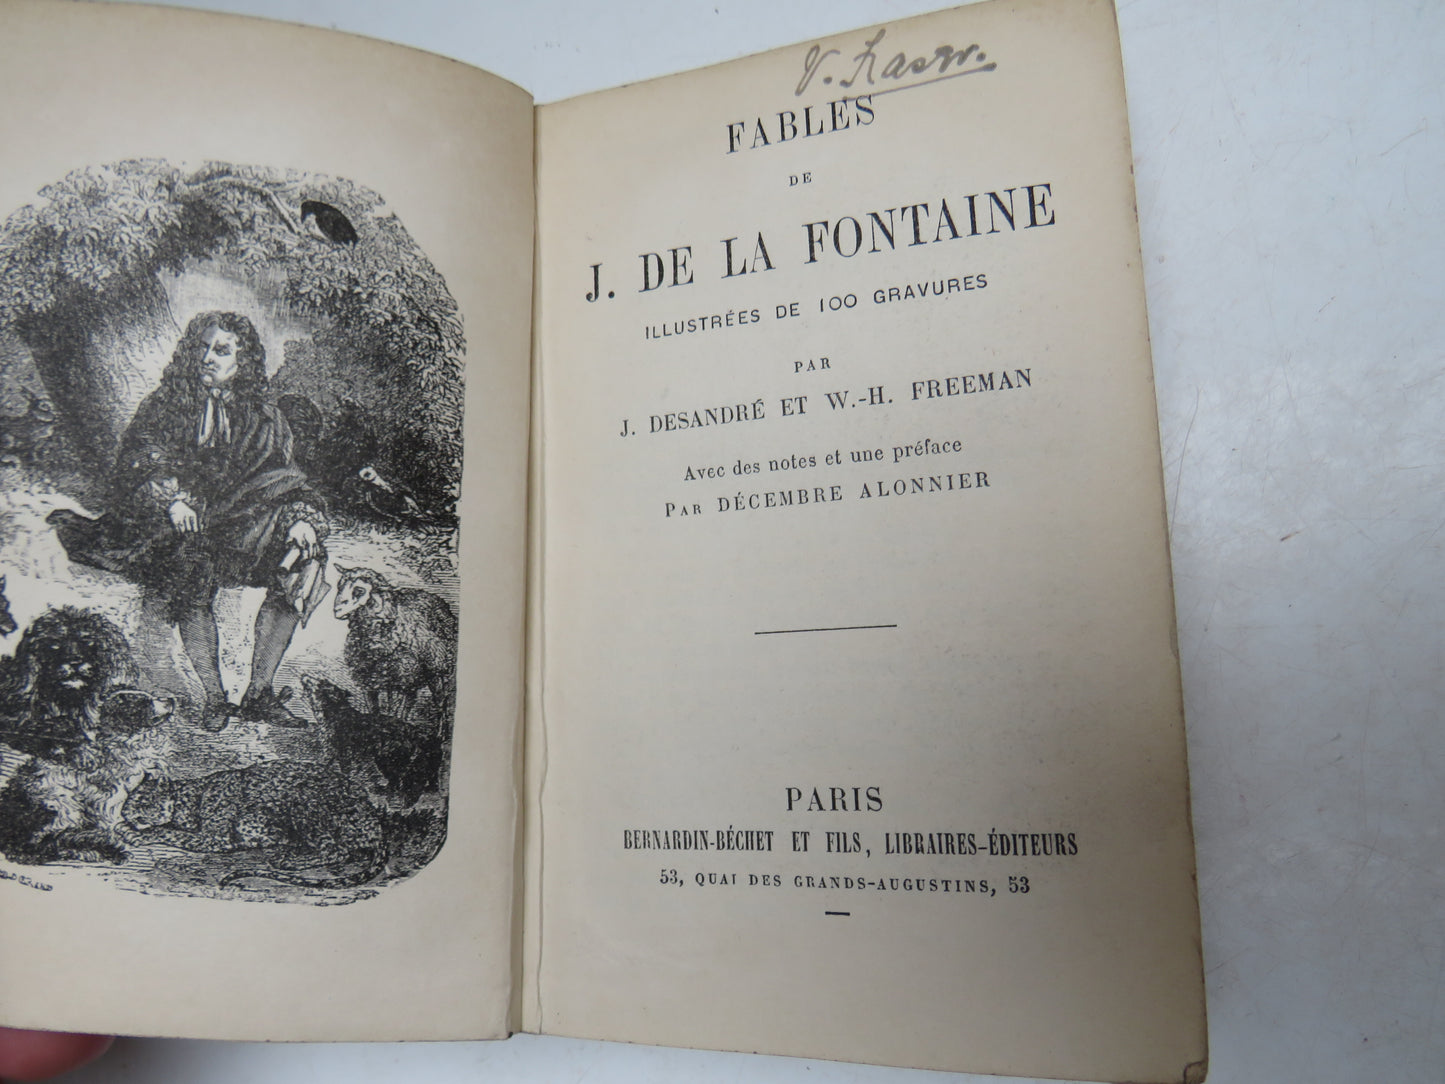 FABLES
DE
J. DE LA FONTAINE
ILLUSTRÉES DE 100 GRAVURES
PAR
J. DESANDRÉ ET W.-H. FREEMAN
Avec des notes et une préface
PAR DÉCEMBRE ALONNIER
PARIS
BERNARDIN-BÉCHET ET FILS, LIBRAIRES-ÉDITEURS
53, QUAI DES GRANDS-AUGUSTINS, 53